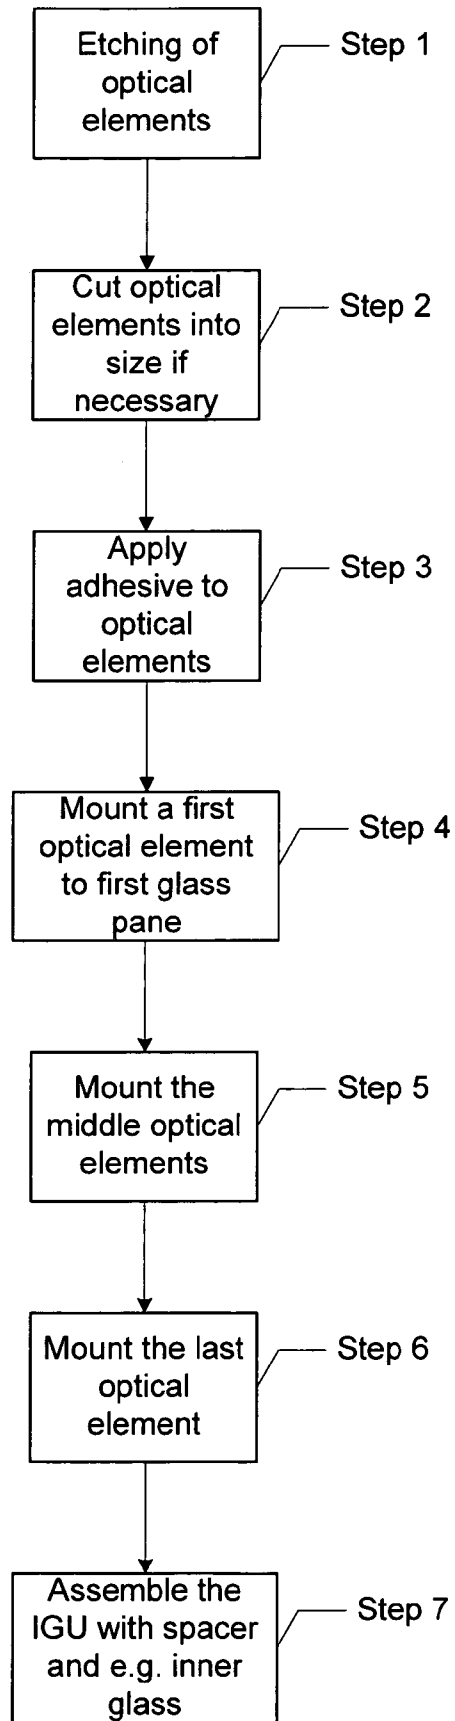 Etching of
optical
elements
Step 1
Cut optical
elements into
size if
necessary
Step 2
Apply
adhesive to
optical
elements
Step 3
Mount a first
optical element
to first glass
pane
Step 4
Mount the
middle optical
elements
Step 5
Mount the last
optical
element
Step 6
Assemble the
IGU with spacer
and e.g. inner
glass
Step 7